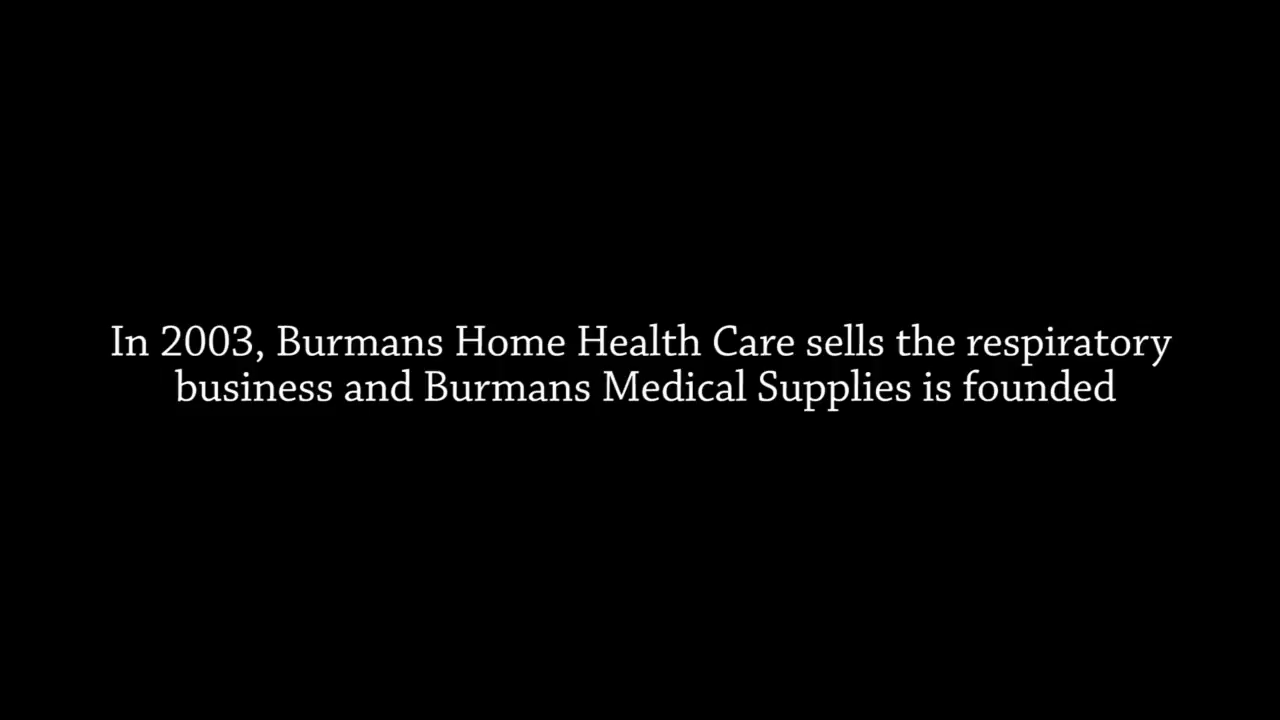 In 2003, Burmans Home Health Care sells the respiratory
business and Burmans Medical Supplies is founded